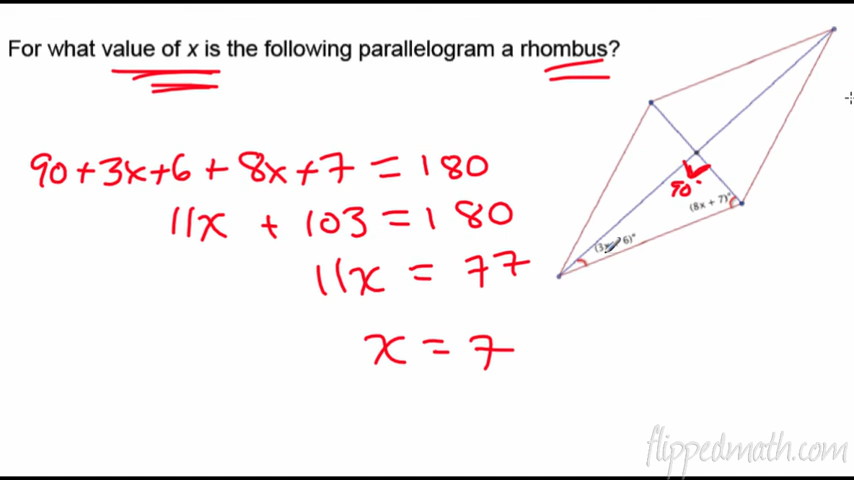 For what value of x is the following parallelogram a rhombus?
90+3x+6+8x+7=180
11x + 103=180
11x = 77
x = 7
90°
(8x + 7)°
6)°
flippedmath.com